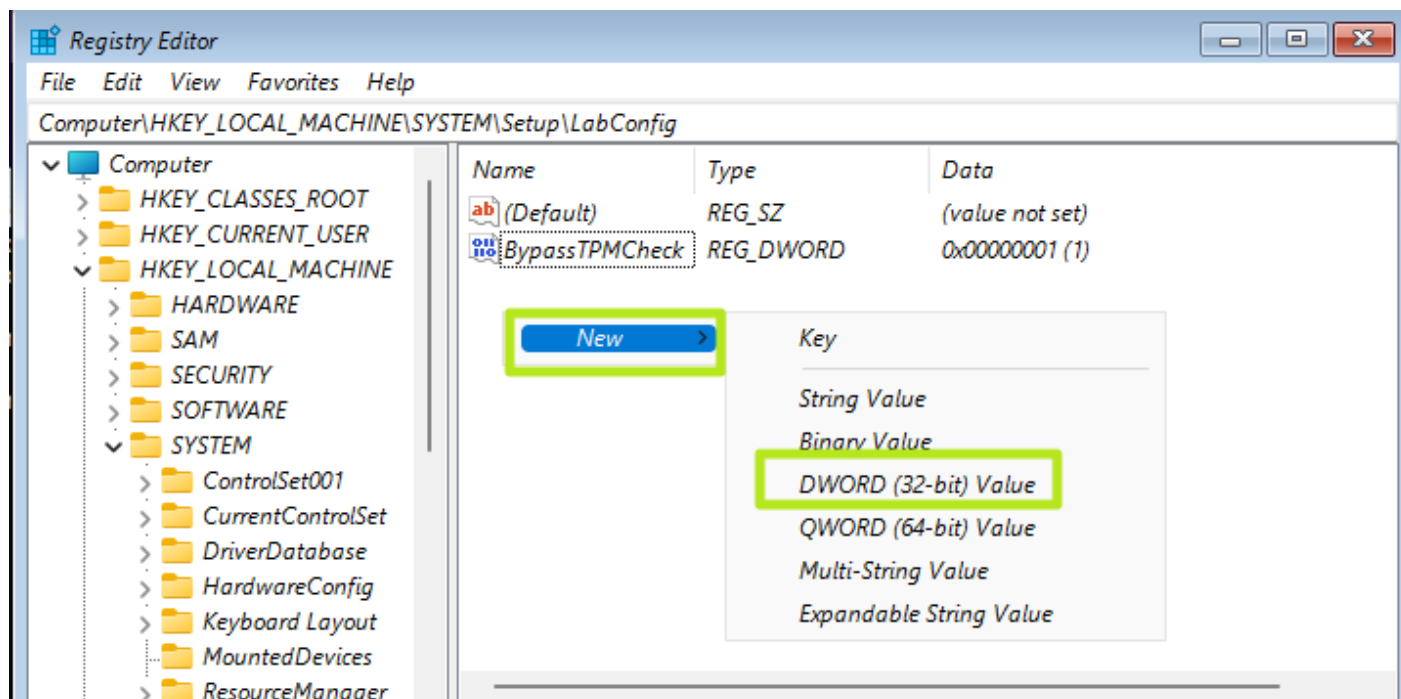 Registry Editor
File Edit View Favorites Help
Computer\HKEY_LOCAL_MACHINE\SYSTEM\Setup\LabConfig
Computer
HKEY_CLASSES_ROOT
HKEY_CURRENT_USER
HKEY_LOCAL_MACHINE
HARDWARE
SAM
SECURITY
SOFTWARE
SYSTEM
ControlSet001
CurrentControlSet
DriverDatabase
HardwareConfig
Keyboard Layout
MountedDevices
ResourceManager
Name Type Data
ab (Default) REG_SZ (value not set)
BypassTPMCheck REG_DWORD 0x00000001 (1)
New
Key
String Value
Binary Value
DWORD (32-bit) Value
QWORD (64-bit) Value
Multi-String Value
Expandable String Value